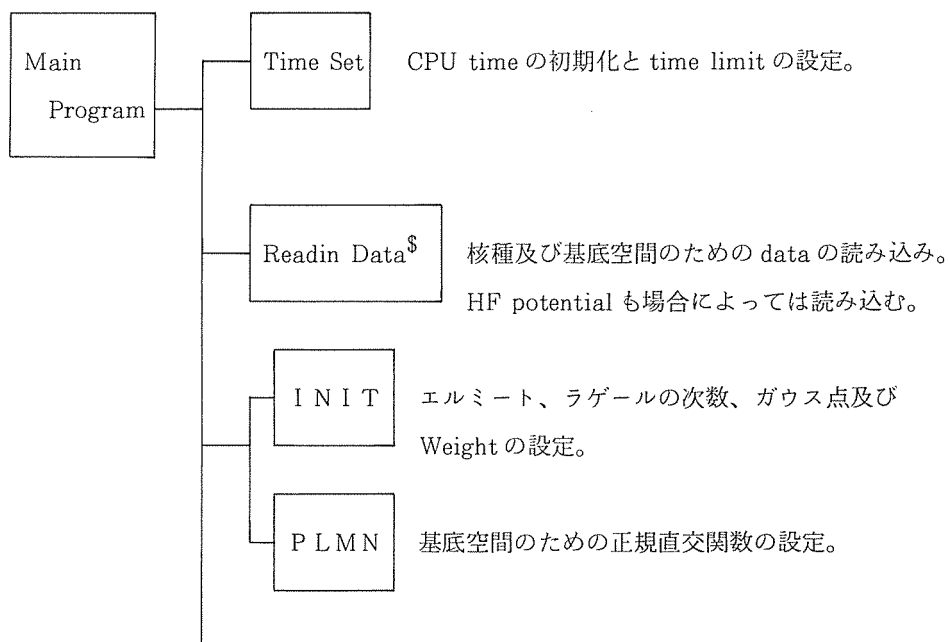 Main
Program
Time Set
CPU time の初期化と time limit の設定。
Readin Data$
核種及び基底空間のための data の読み込み。
HF potential も場合によっては読み込む。
INIT
エルミート、ラゲールの次数、ガウス点及び
Weight の設定。
PLMN
基底空間のための正規直交関数の設定。